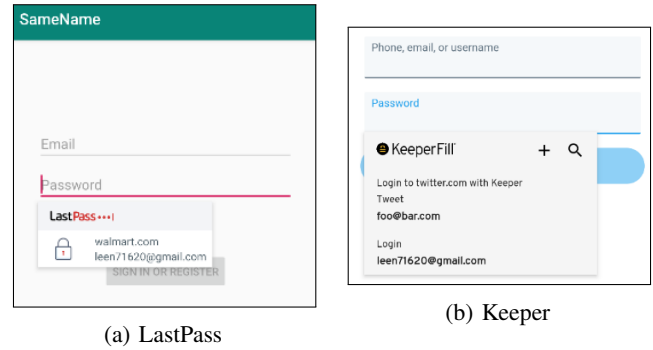 SameName
Email
Password
LastPass
walmart.com
leen71620@gmail.com
SIGN IN OR REGISTER
(a) LastPass
Phone, email, or username
Password
KeeperFill
Login to twitter.com with Keeper
Tweet
foo@bar.com
Login
leen71620@gmail.com
(b) Keeper